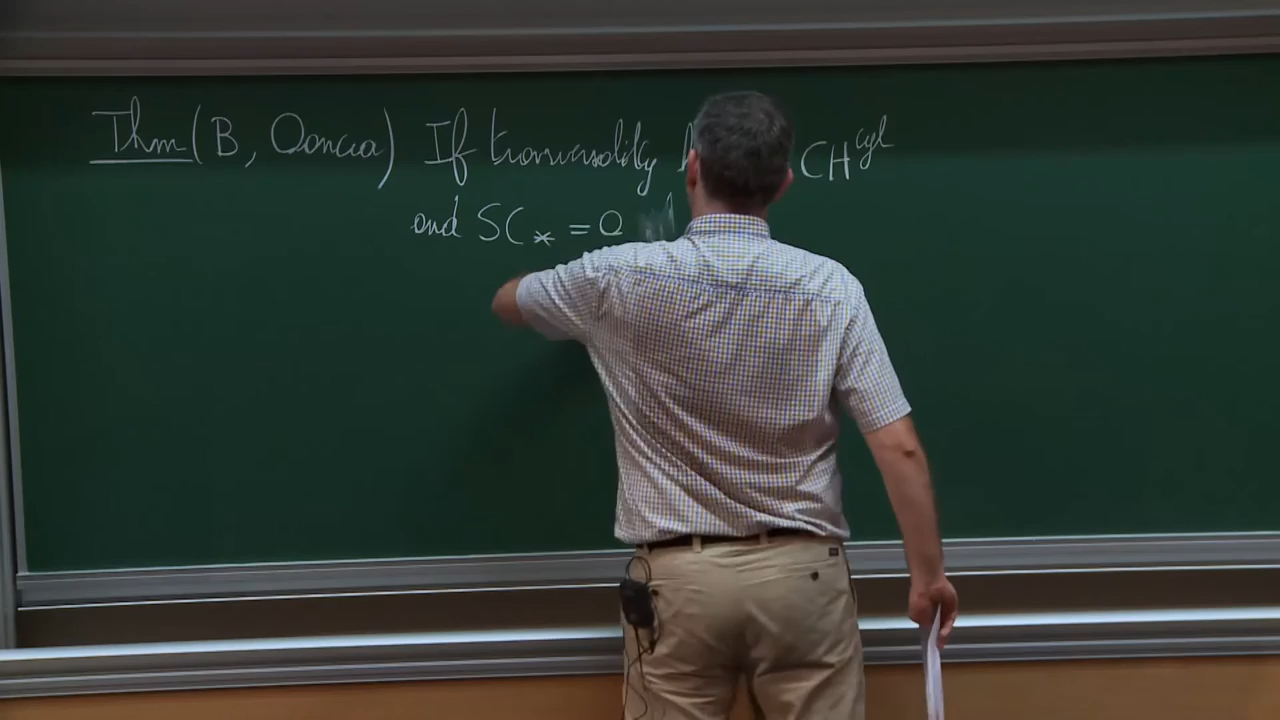 Thm (B, Oancea) If transversality CH^cyl
and SC_* = 0